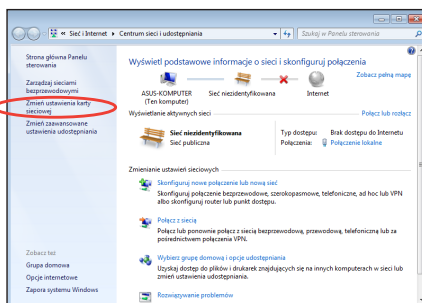 « Sieć i Internet ▸ Centrum sieci i udostępniania
Szukaj w Panelu sterowania
Strona główna Panelu sterowania
Zarządzaj sieciami bezprzewodowymi
Zmień ustawienia karty sieciowej
Zmień zaawansowane ustawienia udostępniania
Wyświetl podstawowe informacje o sieci i skonfiguruj połączenia
Zobacz pełną mapę
ASUS-KOMPUTER
(Ten komputer)
Sieć niezidentyfikowana
Internet
Wyświetlanie aktywnych sieci
Połącz lub rozłącz
Sieć niezidentyfikowana
Sieć publiczna
Typ dostępu: Brak dostępu do Internetu
Połączenia: Połączenie lokalne
Zmienianie ustawień sieciowych
Skonfiguruj nowe połączenie lub nową sieć
Skonfiguruj połączenie bezprzewodowe, szerokopasmowe, telefoniczne, ad hoc lub VPN
albo skonfiguruj router lub punkt dostępu.
Połącz z siecią
Połącz lub ponownie połącz z siecią bezprzewodową, przewodową, telefoniczną lub za
pośrednictwem połączenia VPN.
Wybierz grupę domową i opcje udostępniania
Uzyskaj dostęp do plików i drukarek znajdujących się na innych komputerach w sieci lub
zmień ustawienia udostępniania.
Rozwiązywanie problemów
Zobacz też
Grupa domowa
Opcje internetowe
Zapora systemu Windows